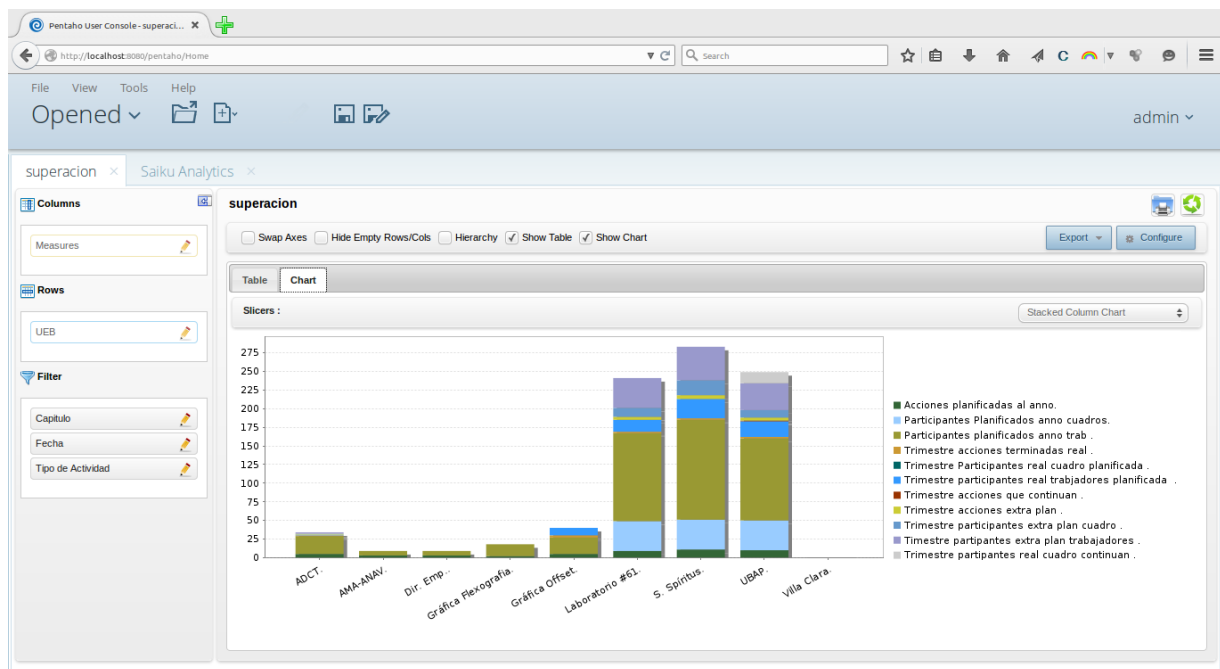 Pentaho User Console - superaci... ×
http://localhost:8080/pentaho/Home
Search
File View Tools Help
Opened
admin
superacion ×
Saiku Analytics ×
Columns
Measures
Rows
UEB
Filter
Capitulo
Fecha
Tipo de Actividad
superacion
Swap Axes Hide Empty Rows/Cols Hierarchy Show Table Show Chart
Export Configure
Table Chart
Slicers :
Stacked Column Chart
275
250
225
200
175
150
125
100
75
50
25
0
ADCT.
AMA-ANAV.
Dir. Emp..
Gráfica Flexografia.
Gráfica Offset.
Laboratorio #61.
S. Spíritus.
UBAP.
Villa Clara.
Acciones planificadas al anno.
Participantes Planificados anno cuadros.
Participantes planificados anno trab .
Trimestre acciones terminadas real .
Trimestre Participantes real cuadro planificada .
Trimestre participantes real trabjadores planificada .
Trimestre acciones que continuan .
Trimestre acciones extra plan .
Trimestre participantes extra plan cuadro .
Timestre partipantes extra plan trabajadores .
Trimestre partipantes real cuadro continuan .